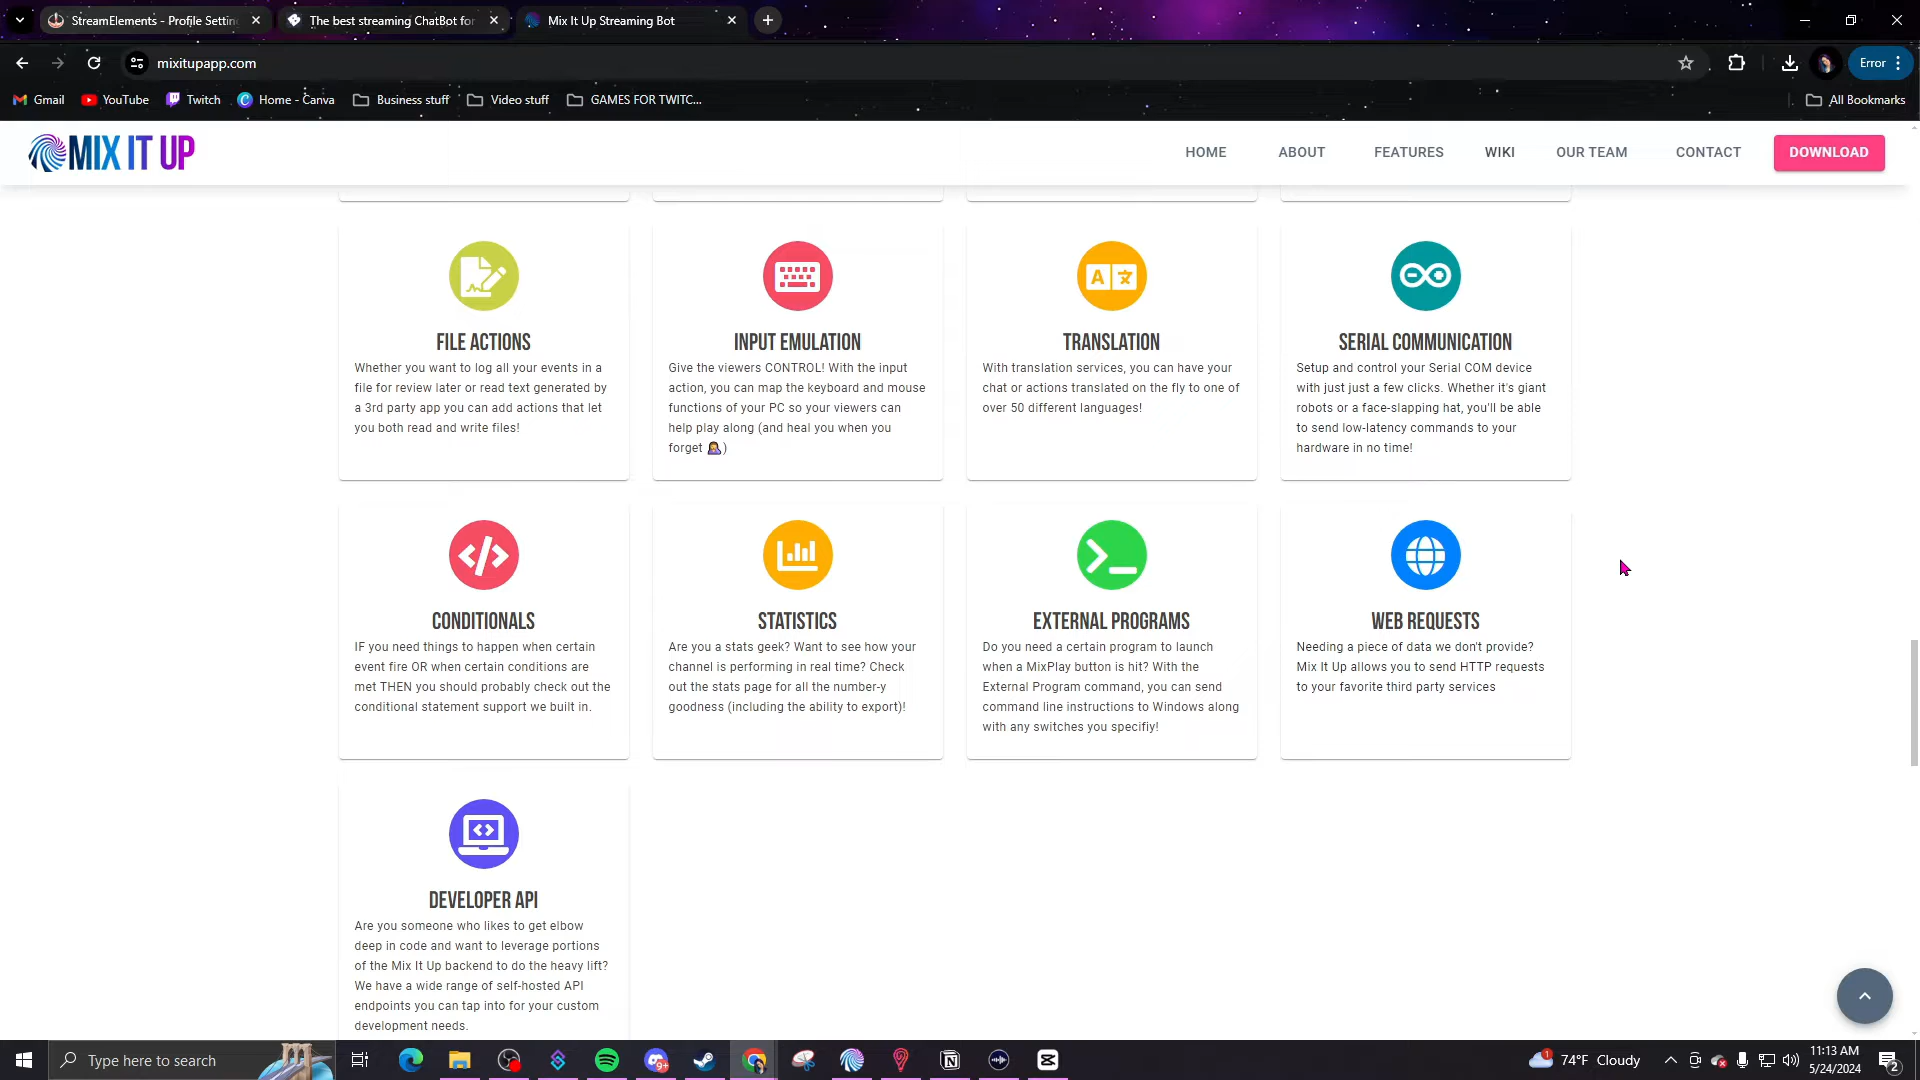 StreamElements - Profile Settin
The best streaming ChatBot for
Mix It Up Streaming Bot
mixitupapp.com
Error
Gmail
YouTube
Twitch
Home - Canva
Business stuff
Video stuff
GAMES FOR TWITC...
All Bookmarks
MIX IT UP
HOME
ABOUT
FEATURES
WIKI
OUR TEAM
CONTACT
DOWNLOAD
FILE ACTIONS
Whether you want to log all your events in a
file for review later or read text generated by
a 3rd party app you can add actions that let
you both read and write files!
INPUT EMULATION
Give the viewers CONTROL! With the input
action, you can map the keyboard and mouse
functions of your PC so your viewers can
help play along (and heal you when you
forget 🤦‍♀️)
A文
TRANSLATION
With translation services, you can have your
chat or actions translated on the fly to one of
over 50 different languages!
SERIAL COMMUNICATION
Setup and control your Serial COM device
with just just a few clicks. Whether it's giant
robots or a face-slapping hat, you'll be able
to send low-latency commands to your
hardware in no time!
CONDITIONALS
IF you need things to happen when certain
event fire OR when certain conditions are
met THEN you should probably check out the
conditional statement support we built in.
STATISTICS
Are you a stats geek? Want to see how your
channel is performing in real time? Check
out the stats page for all the number-y
goodness (including the ability to export)!
EXTERNAL PROGRAMS
Do you need a certain program to launch
when a MixPlay button is hit? With the
External Program command, you can send
command line instructions to Windows along
with any switches you specifiy!
WEB REQUESTS
Needing a piece of data we don't provide?
Mix It Up allows you to send HTTP requests
to your favorite third party services
DEVELOPER API
Are you someone who likes to get elbow
deep in code and want to leverage portions
of the Mix It Up backend to do the heavy lift?
We have a wide range of self-hosted API
endpoints you can tap into for your custom
development needs.
Type here to search
9+
1
74°F Cloudy
11:13 AM
5/24/2024
2